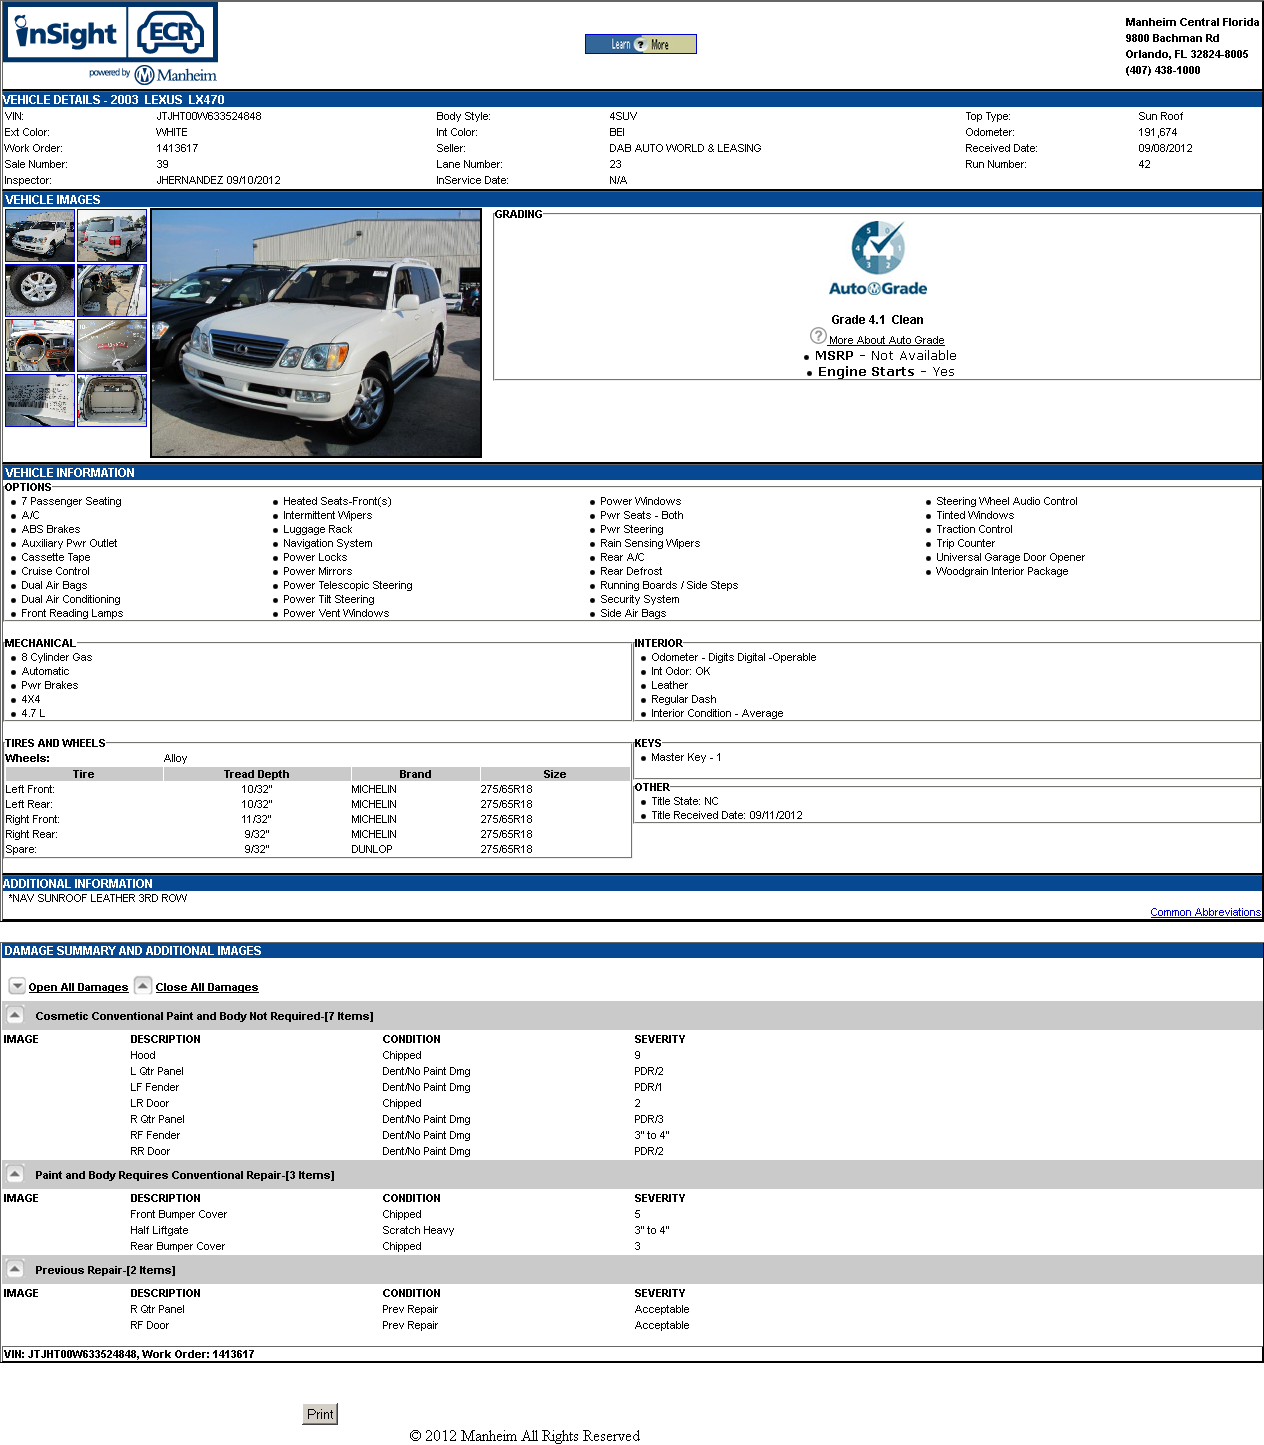 inSight ECR
powered by Manheim
Learn ? More
Manheim Central Florida
9800 Bachman Rd
Orlando, FL 32824-8005
(407) 438-1000
VEHICLE DETAILS - 2003 LEXUS LX470
VIN: JTJHT00W633524848 Body Style: 4SUV Top Type: Sun Roof
Ext Color: WHITE Int Color: BEI Odometer: 191,674
Work Order: 1413617 Seller: DAB AUTO WORLD & LEASING Received Date: 09/08/2012
Sale Number: 39 Lane Number: 23 Run Number: 42
Inspector: JHERNANDEZ 09/10/2012 InService Date: N/A
VEHICLE IMAGES
GRADING
5 0 4 1 3 2
Auto Grade
Grade 4.1 Clean
? More About Auto Grade
• MSRP - Not Available
• Engine Starts - Yes
VEHICLE INFORMATION
OPTIONS
• 7 Passenger Seating • Heated Seats-Front(s) • Power Windows • Steering Wheel Audio Control
• A/C • Intermittent Wipers • Pwr Seats - Both • Tinted Windows
• ABS Brakes • Luggage Rack • Pwr Steering • Traction Control
• Auxiliary Pwr Outlet • Navigation System • Rain Sensing Wipers • Trip Counter
• Cassette Tape • Power Locks • Rear A/C • Universal Garage Door Opener
• Cruise Control • Power Mirrors • Rear Defrost • Woodgrain Interior Package
• Dual Air Bags • Power Telescopic Steering • Running Boards / Side Steps
• Dual Air Conditioning • Power Tilt Steering • Security System
• Front Reading Lamps • Power Vent Windows • Side Air Bags
MECHANICAL
• 8 Cylinder Gas
• Automatic
• Pwr Brakes
• 4X4
• 4.7 L
INTERIOR
• Odometer - Digits Digital -Operable
• Int Odor: OK
• Leather
• Regular Dash
• Interior Condition - Average
TIRES AND WHEELS
Wheels: Alloy
Tire Tread Depth Brand Size
Left Front: 10/32" MICHELIN 275/65R18
Left Rear: 10/32" MICHELIN 275/65R18
Right Front: 11/32" MICHELIN 275/65R18
Right Rear: 9/32" MICHELIN 275/65R18
Spare: 9/32" DUNLOP 275/65R18
KEYS
• Master Key - 1
OTHER
• Title State: NC
• Title Received Date: 09/11/2012
ADDITIONAL INFORMATION
*NAV SUNROOF LEATHER 3RD ROW
Common Abbreviations
DAMAGE SUMMARY AND ADDITIONAL IMAGES
Open All Damages Close All Damages
Cosmetic Conventional Paint and Body Not Required-[7 Items]
IMAGE DESCRIPTION CONDITION SEVERITY
Hood Chipped 9
L Qtr Panel Dent/No Paint Dmg PDR/2
LF Fender Dent/No Paint Dmg PDR/1
LR Door Chipped 2
R Qtr Panel Dent/No Paint Dmg PDR/3
RF Fender Dent/No Paint Dmg 3" to 4"
RR Door Dent/No Paint Dmg PDR/2
Paint and Body Requires Conventional Repair-[3 Items]
IMAGE DESCRIPTION CONDITION SEVERITY
Front Bumper Cover Chipped 5
Half Liftgate Scratch Heavy 3" to 4"
Rear Bumper Cover Chipped 3
Previous Repair-[2 Items]
IMAGE DESCRIPTION CONDITION SEVERITY
R Qtr Panel Prev Repair Acceptable
RF Door Prev Repair Acceptable
VIN: JTJHT00W633524848, Work Order: 1413617
Print
© 2012 Manheim All Rights Reserved